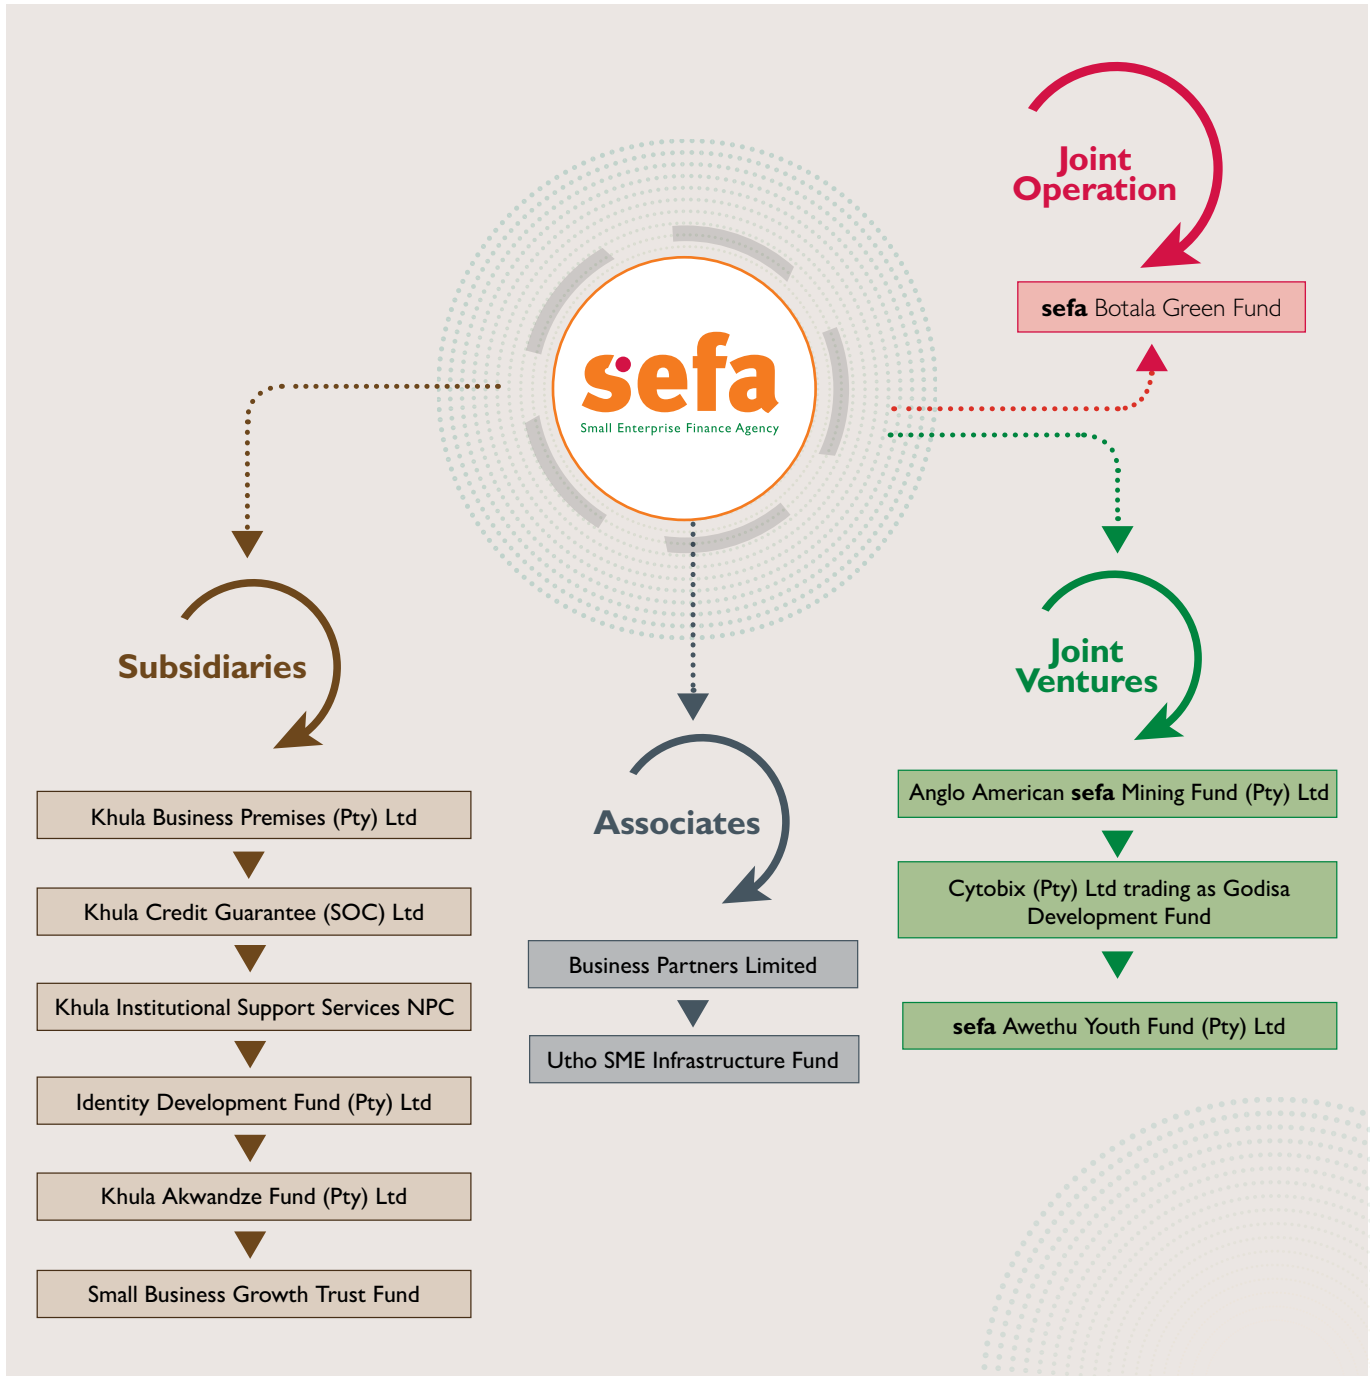 sefa
Small Enterprise Finance Agency
Joint
Operation
sefa Botala Green Fund
Subsidiaries
Khula Business Premises (Pty) Ltd
Khula Credit Guarantee (SOC) Ltd
Khula Institutional Support Services NPC
Identity Development Fund (Pty) Ltd
Khula Akwandze Fund (Pty) Ltd
Small Business Growth Trust Fund
Associates
Business Partners Limited
Utho SME Infrastructure Fund
Joint
Ventures
Anglo American sefa Mining Fund (Pty) Ltd
Cytobix (Pty) Ltd trading as Godisa
Development Fund
sefa Awethu Youth Fund (Pty) Ltd